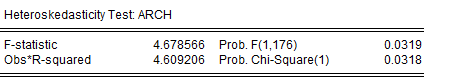 Heteroskedasticity Test: ARCH
F-statistic 4.678566 Prob. F(1,176) 0.0319
Obs*R-squared 4.609206 Prob. Chi-Square(1) 0.0318